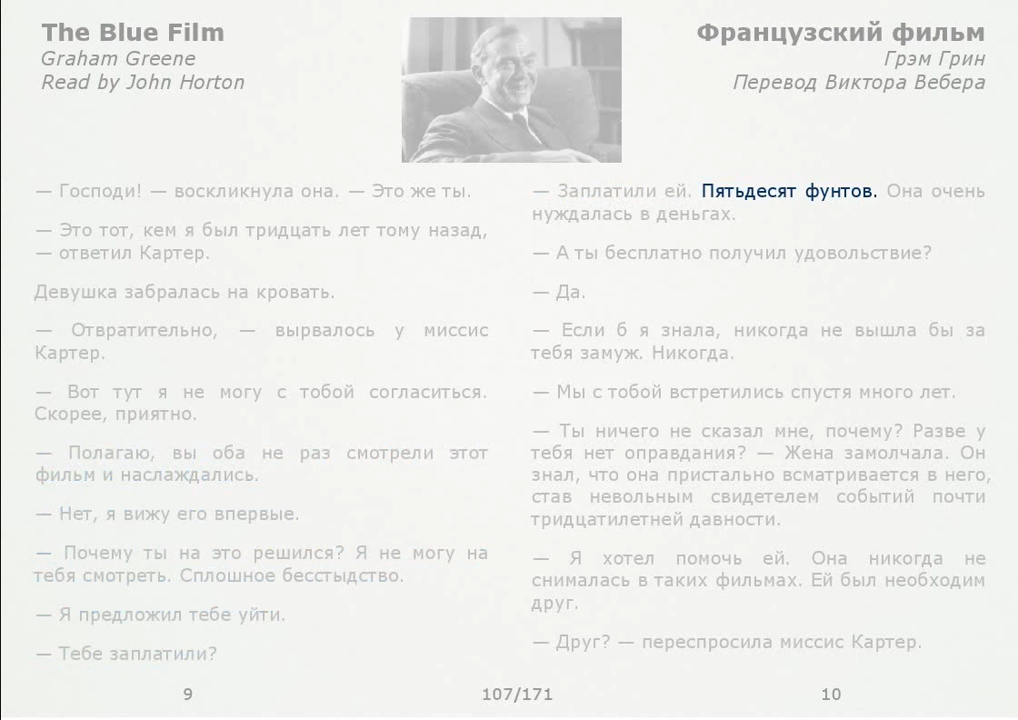 The Blue Film
Graham Greene
Read by John Horton
Французский фильм
Грэм Грин
Перевод Виктора Вебера
— Господи! — воскликнула она. — Это же ты.
— Это тот, кем я был тридцать лет тому назад,
— ответил Картер.
Девушка забралась на кровать.
— Отвратительно, — вырвалось у миссис
Картер.
— Вот тут я не могу с тобой согласиться.
Скорее, приятно.
— Полагаю, вы оба не раз смотрели этот
фильм и наслаждались.
— Нет, я вижу его впервые.
— Почему ты на это решился? Я не могу на
тебя смотреть. Сплошное бесстыдство.
— Я предложил тебе уйти.
— Тебе заплатили?
— Заплатили ей. Пятьдесят фунтов. Она очень
нуждалась в деньгах.
— А ты бесплатно получил удовольствие?
— Да.
— Если б я знала, никогда не вышла бы за
тебя замуж. Никогда.
— Мы с тобой встретились спустя много лет.
— Ты ничего не сказал мне, почему? Разве у
тебя нет оправдания? — Жена замолчала. Он
знал, что она пристально всматривается в него,
став невольным свидетелем событий почти
тридцатилетней давности.
— Я хотел помочь ей. Она никогда не
снималась в таких фильмах. Ей был необходим
друг.
— Друг? — переспросила миссис Картер.
9
107/171
10